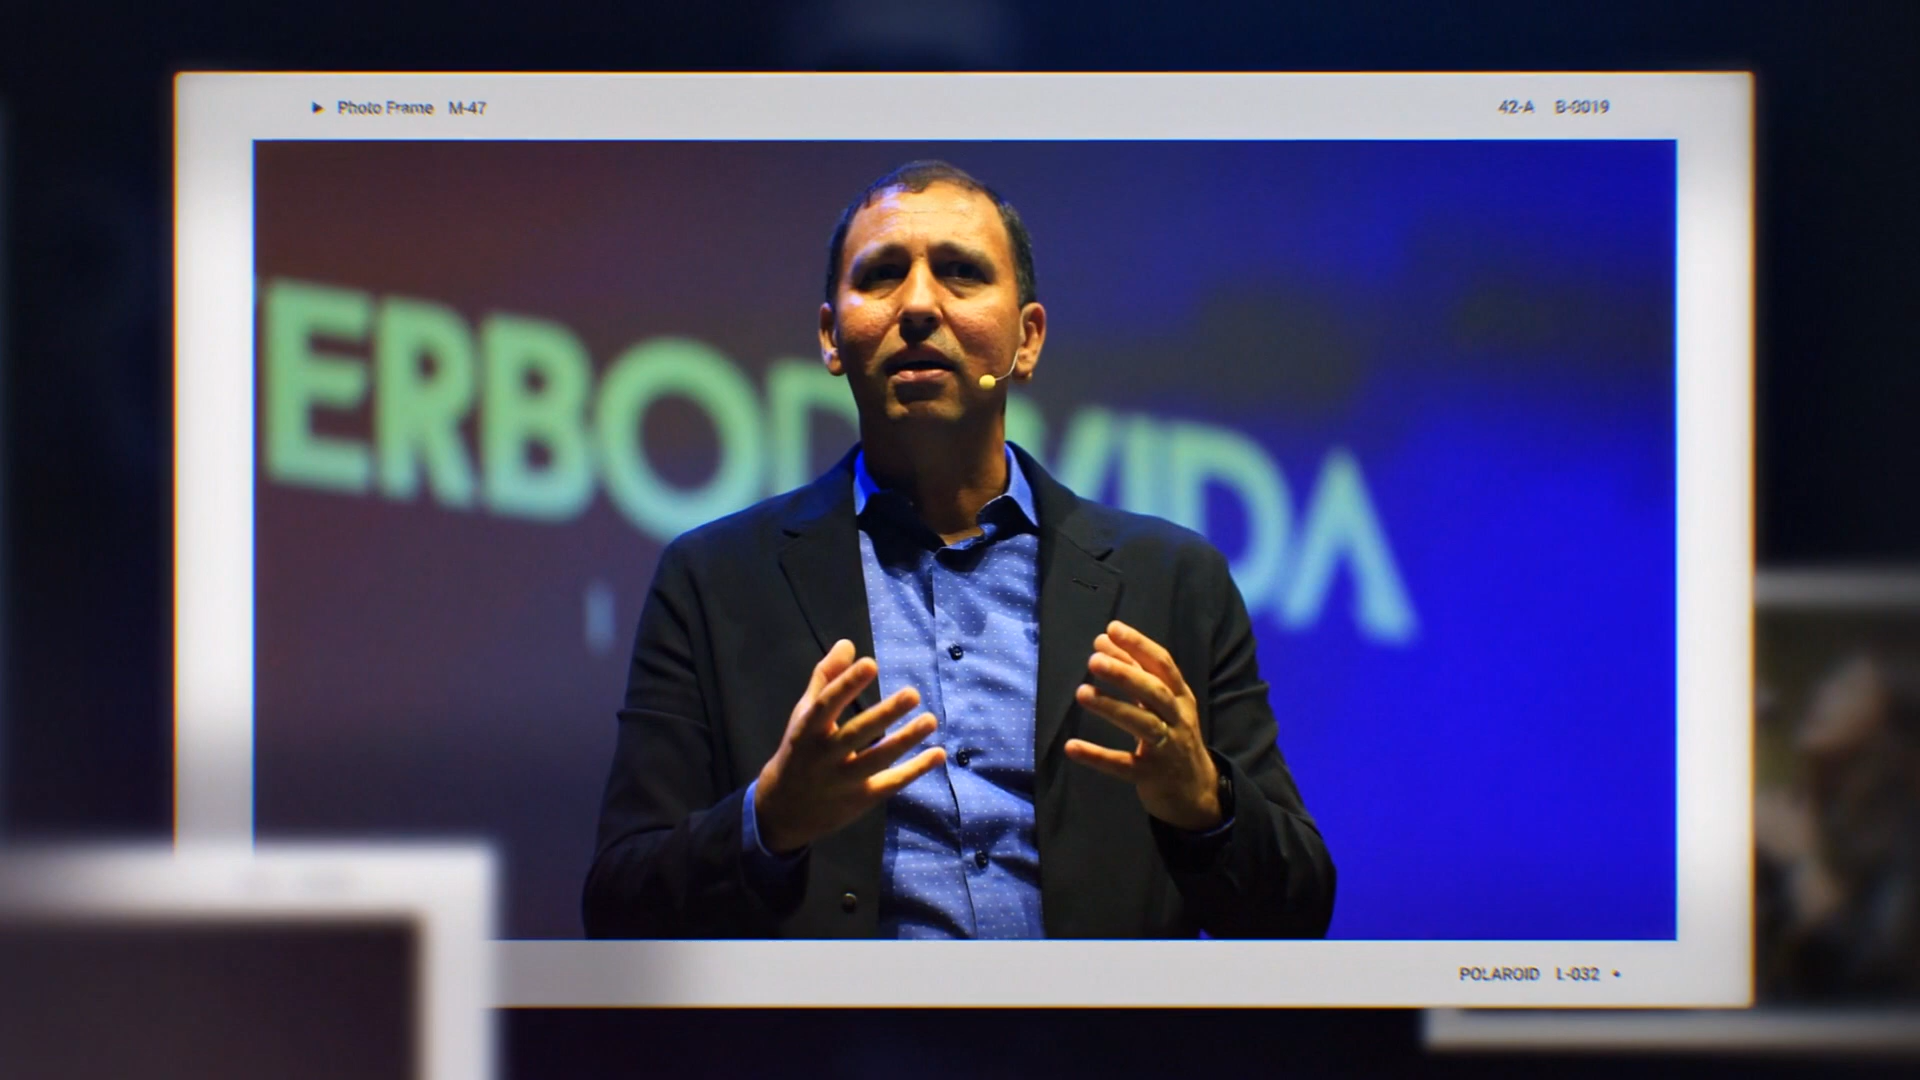 Photo Frame M-47
42-A B-0019
ERBO VIDA
POLAROID L-032